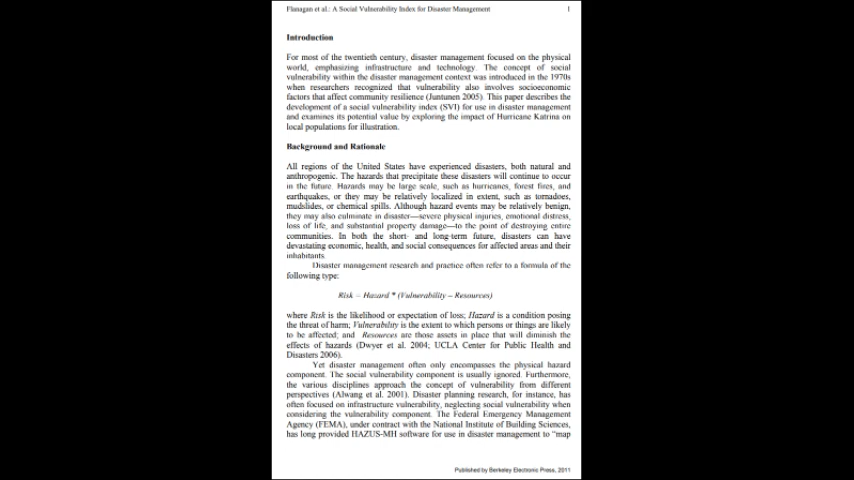 Flanagan et al.: A Social Vulnerability Index for Disaster Management 1
Introduction
For most of the twentieth century, disaster management focused on the physical
world, emphasizing infrastructure and technology. The concept of social
vulnerability within the disaster management context was introduced in the 1970s
when researchers recognized that vulnerability also involves socioeconomic
factors that affect community resilience (Juntunen 2005). This paper describes the
development of a social vulnerability index (SVI) for use in disaster management
and examines its potential value by exploring the impact of Hurricane Katrina on
local populations for illustration.
Background and Rationale
All regions of the United States have experienced disasters, both natural and
anthropogenic. The hazards that precipitate these disasters will continue to occur
in the future. Hazards may be large scale, such as hurricanes, forest fires, and
earthquakes, or they may be relatively localized in extent, such as tornadoes,
mudslides, or chemical spills. Although hazard events may be relatively benign,
they may also culminate in disaster—severe physical injuries, emotional distress,
loss of life, and substantial property damage—to the point of destroying entire
communities. In both the short- and long-term future, disasters can have
devastating economic, health, and social consequences for affected areas and their
inhabitants.
Disaster management research and practice often refer to a formula of the
following type:
Risk = Hazard * (Vulnerability – Resources)
where Risk is the likelihood or expectation of loss; Hazard is a condition posing
the threat of harm; Vulnerability is the extent to which persons or things are likely
to be affected; and Resources are those assets in place that will diminish the
effects of hazards (Dwyer et al. 2004; UCLA Center for Public Health and
Disasters 2006).
Yet disaster management often only encompasses the physical hazard
component. The social vulnerability component is usually ignored. Furthermore,
the various disciplines approach the concept of vulnerability from different
perspectives (Alwang et al. 2001). Disaster planning research, for instance, has
often focused on infrastructure vulnerability, neglecting social vulnerability when
considering the vulnerability component. The Federal Emergency Management
Agency (FEMA), under contract with the National Institute of Building Sciences,
has long provided HAZUS-MH software for use in disaster management to “map
Published by Berkeley Electronic Press, 2011